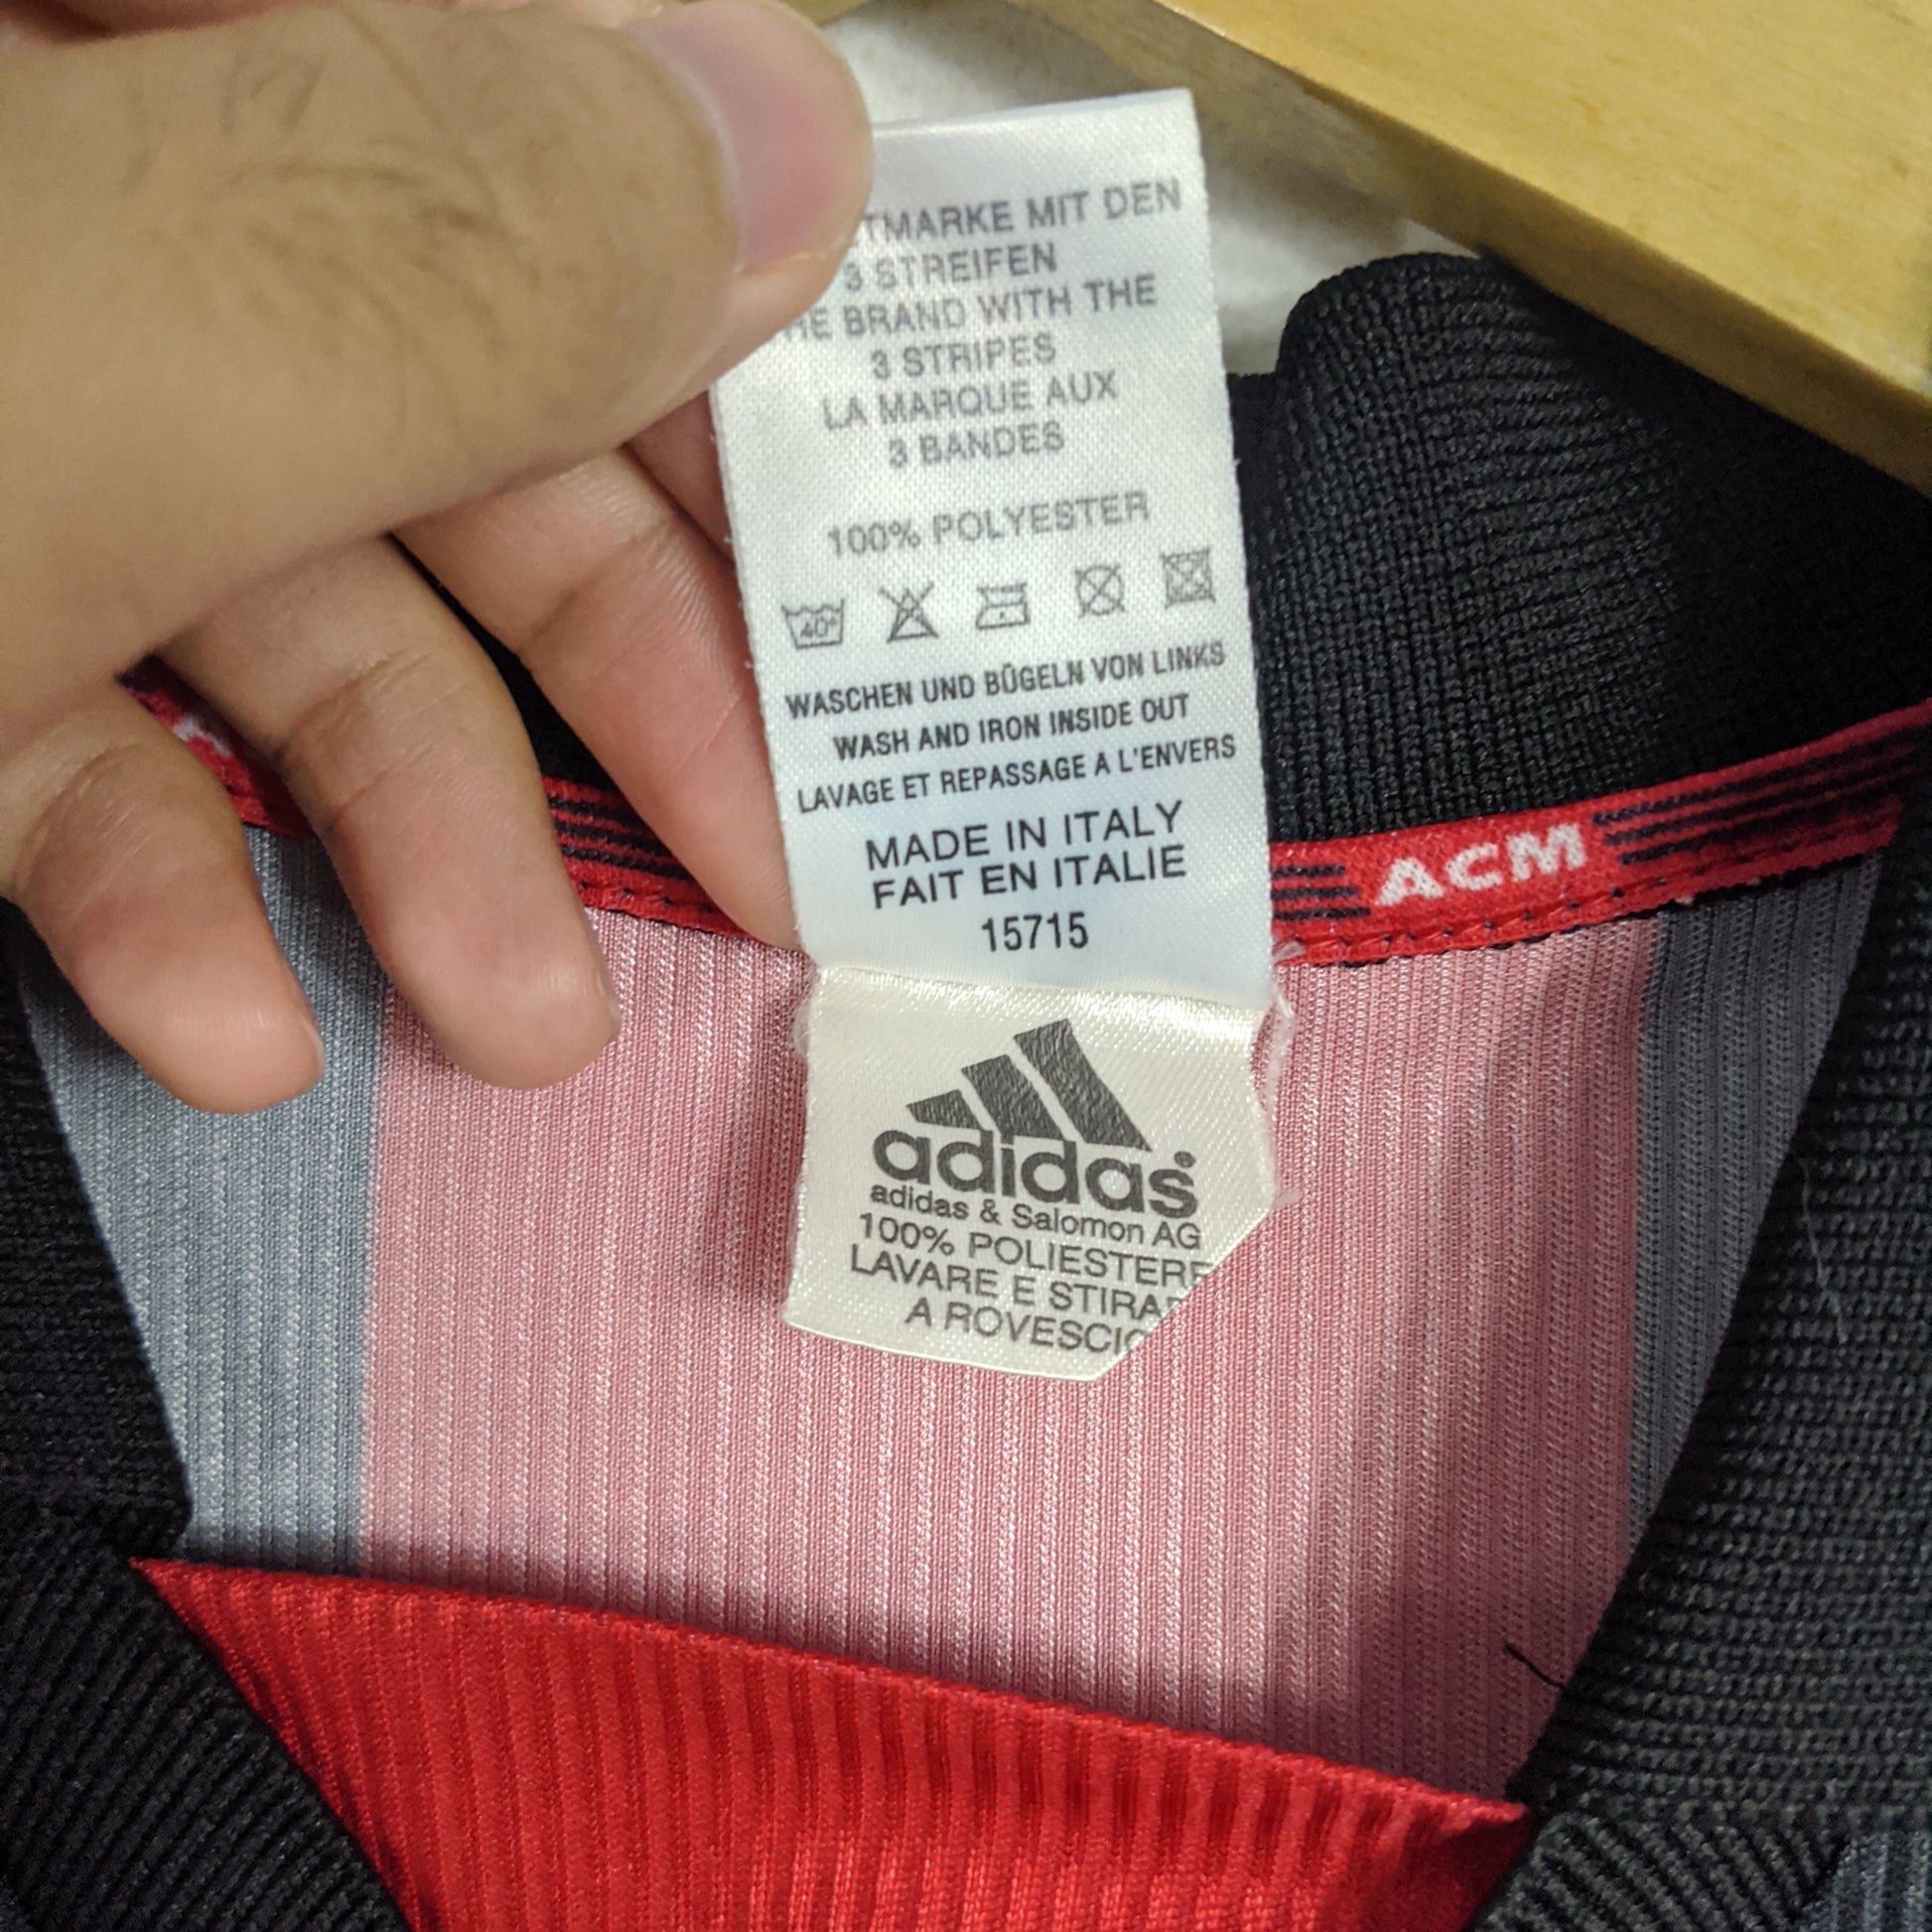 MIT DEN
3 STREIFEN
THE BRAND WITH THE
3 STRIPES
LA MARQUE AUX
3 BANDES
100% POLYESTER
40°
WASCHEN UND BÜGELN VON LINKS
WASH AND IRON INSIDE OUT
LAVAGE ET REPASSAGE A L'ENVERS
MADE IN ITALY
FAIT EN ITALIE
15715
ACM
adidas
adidas & Salomon AG
100% POLIESTERE
LAVARE E STIRAR
A ROVESCIO